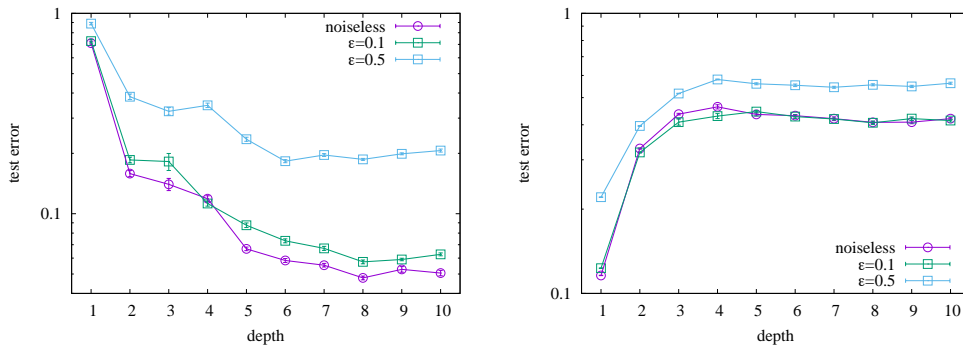 1
0.1
test error
1 2 3 4 5 6 7 8 9 10
depth
noiseless
ε=0.1
ε=0.5
1
0.1
test error
1 2 3 4 5 6 7 8 9 10
depth
noiseless
ε=0.1
ε=0.5